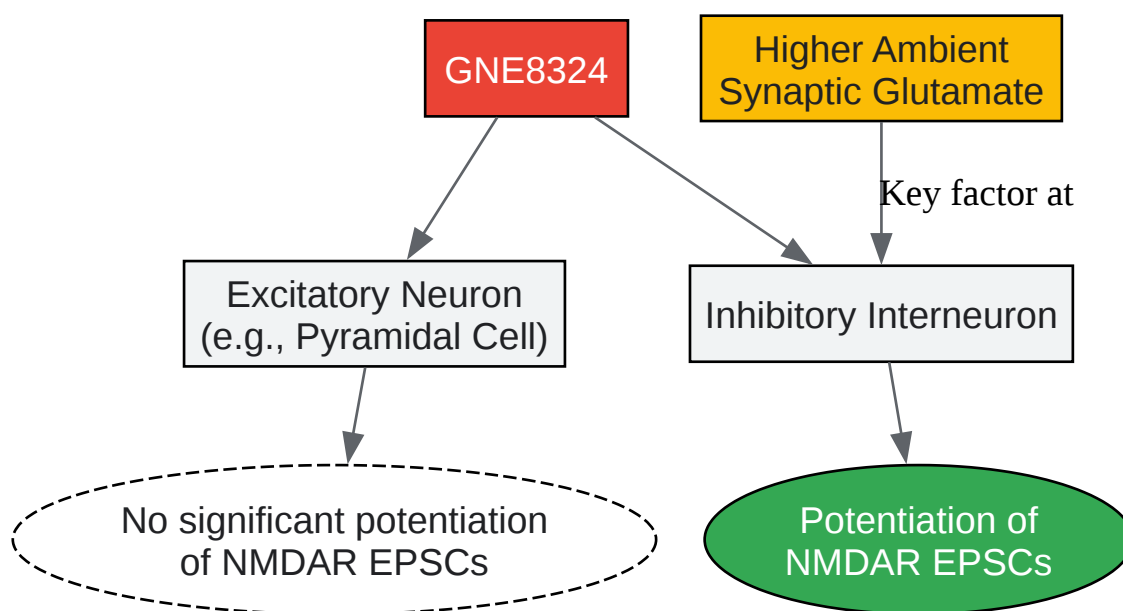 GNE8324
Higher Ambient
Synaptic Glutamate
Key factor at
Excitatory Neuron
(e.g., Pyramidal Cell)
Inhibitory Interneuron
No significant potentiation
of NMDAR EPSCs
Potentiation of
NMDAR EPSCs